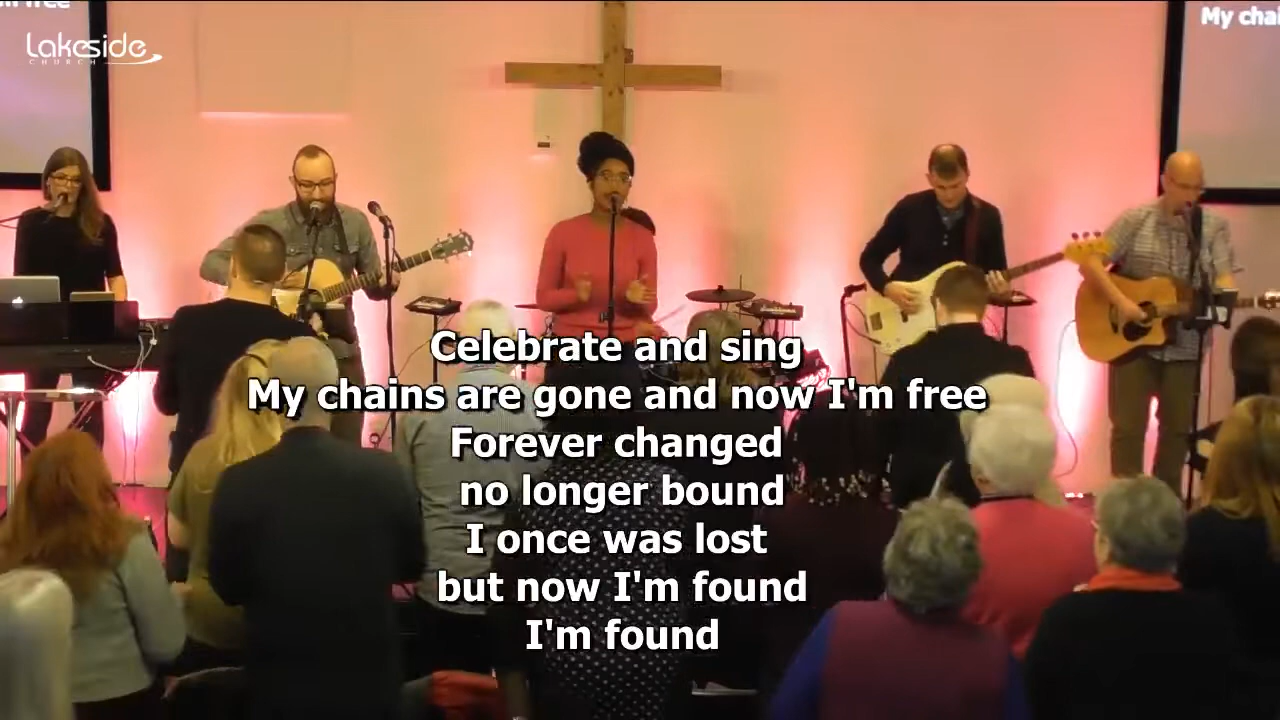 Lakeside
CHURCH
My chai
Celebrate and sing
My chains are gone and now I'm free
Forever changed
no longer bound
I once was lost
but now I'm found
I'm found